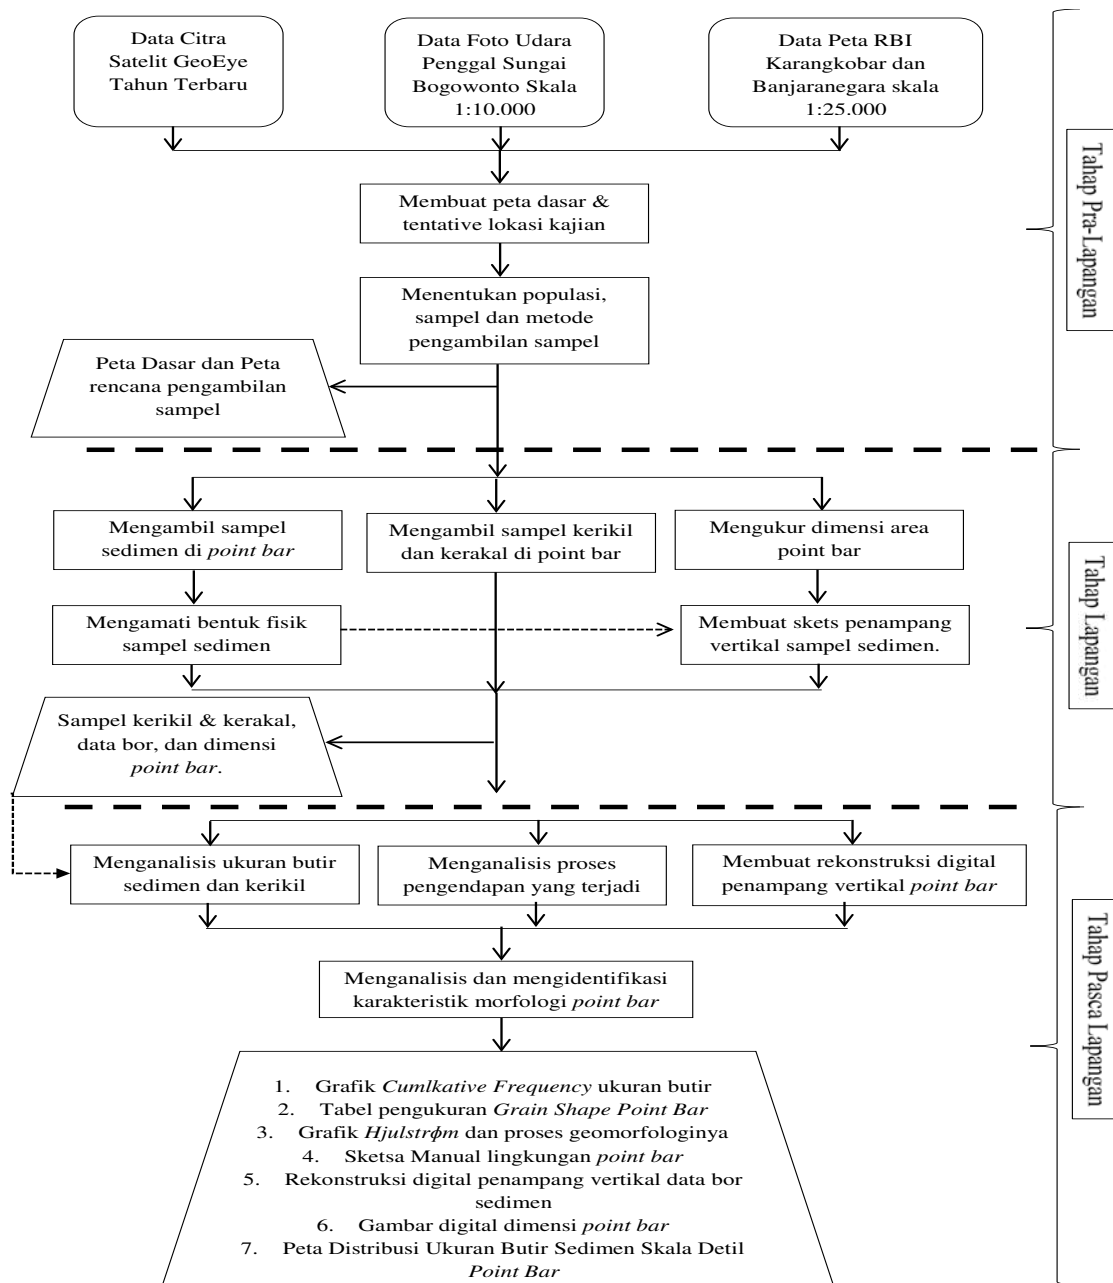 Data Citra
Satelit GeoEye
Tahun Terbaru
Data Foto Udara
Penggal Sungai
Bogowonto Skala
1:10.000
Data Peta RBI
Karangkobar dan
Banjaranegara skala
1:25.000
Tahap Pra-Lapangan
Membuat peta dasar &
tentative lokasi kajian
Menentukan populasi,
sampel dan metode
pengambilan sampel
Peta Dasar dan Peta
rencana pengambilan
sampel
Mengambil sampel
sedimen di point bar
Mengambil sampel kerikil
dan kerakal di point bar
Mengukur dimensi area
point bar
Tahap Lapangan
Mengamati bentuk fisik
sampel sedimen
Membuat skets penampang
vertikal sampel sedimen.
Sampel kerikil & kerakal,
data bor, dan dimensi
point bar.
Menganalisis ukuran butir
sedimen dan kerikil
Menganalisis proses
pengendapan yang terjadi
Membuat rekonstruksi digital
penampang vertikal point bar
Tahap Pasca Lapangan
Menganalisis dan mengidentifikasi
karakteristik morfologi point bar
1. Grafik Cumlkative Frequency ukuran butir
2. Tabel pengukuran Grain Shape Point Bar
3. Grafik Hjulstrϕm dan proses geomorfologinya
4. Sketsa Manual lingkungan point bar
5. Rekonstruksi digital penampang vertikal data bor
sedimen
6. Gambar digital dimensi point bar
7. Peta Distribusi Ukuran Butir Sedimen Skala Detil
Point Bar